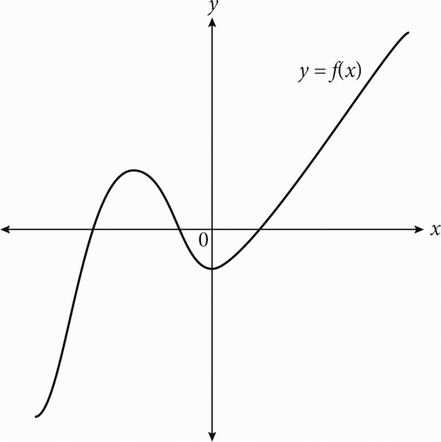 y
y = f(x)
x
0